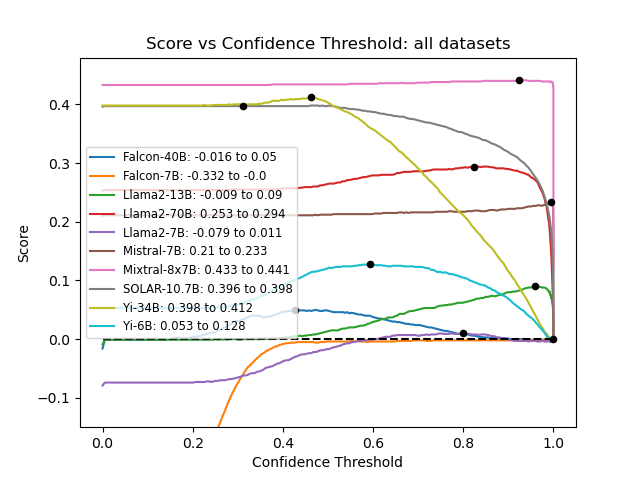 Score vs Confidence Threshold: all datasets
0.4
0.3
0.2
0.1
0.0
−0.1
Score
Falcon-40B: -0.016 to 0.05
Falcon-7B: -0.332 to -0.0
Llama2-13B: -0.009 to 0.09
Llama2-70B: 0.253 to 0.294
Llama2-7B: -0.079 to 0.011
Mistral-7B: 0.21 to 0.233
Mixtral-8x7B: 0.433 to 0.441
SOLAR-10.7B: 0.396 to 0.398
Yi-34B: 0.398 to 0.412
Yi-6B: 0.053 to 0.128
0.0 0.2 0.4 0.6 0.8 1.0
Confidence Threshold